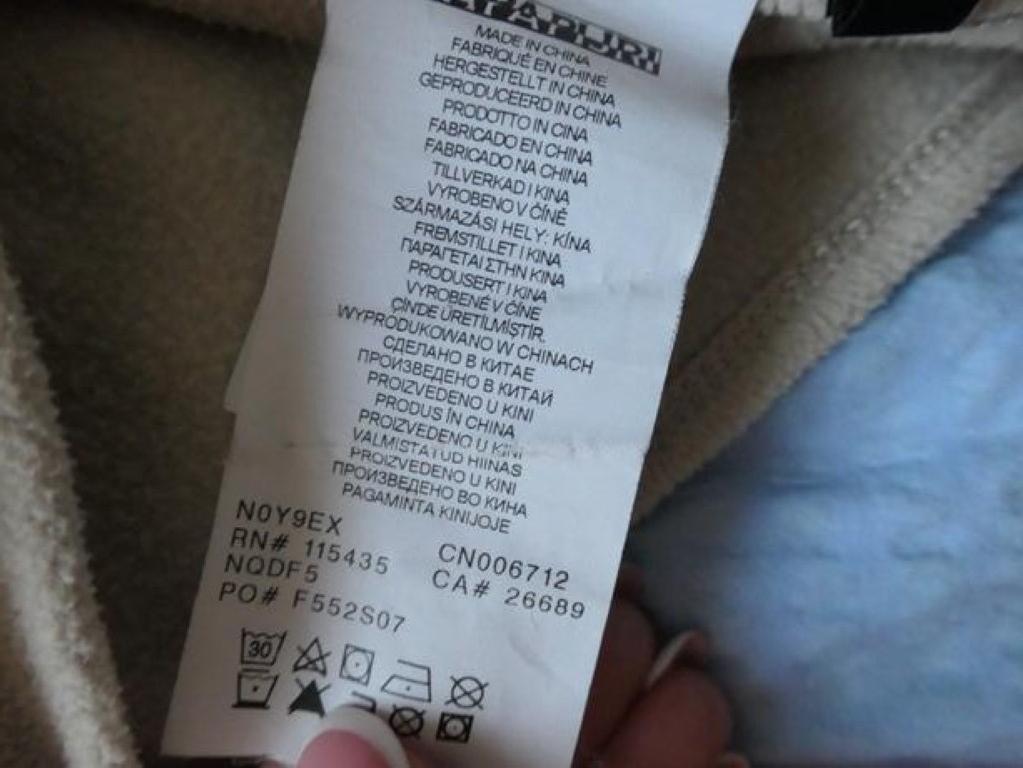 NAPAPIJRI
MADE IN CHINA
FABRIQUÉ EN CHINE
HERGESTELLT IN CHINA
GEPRODUCEERD IN CHINA
PRODOTTO IN CINA
FABRICADO EN CHINA
FABRICADO NA CHINA
TILLVERKAD I KINA
VYROBENO V ČÍNĚ
SZÁRMAZÁSI HELY: KÍNA
FREMSTILLET I KINA
ΠΑΡΑΓΕΤΑΙ ΣΤΗΝ ΚΙΝΑ
PRODUSERT I KINA
VYROBENÉ V ČÍNE
ÇİNDE ÜRETİLMİŞTİR.
WYPRODUKOWANO W CHINACH
СДЕЛАНО В КИТАЕ
ПРОИЗВЕДЕНО В КИТАЙ
PROIZVEDENO U KINI
PRODUS ÎN CHINA
PROIZVEDENO U KINI
VALMISTATUD HIINAS
PROIZVEDENO U KINI
ПРОИЗВЕДЕНО ВО КИНА
PAGAMINTA KINIJOJE
N0Y9EX
RN# 115435 CN006712
NODF5 CA# 26689
PO# F552S07
30